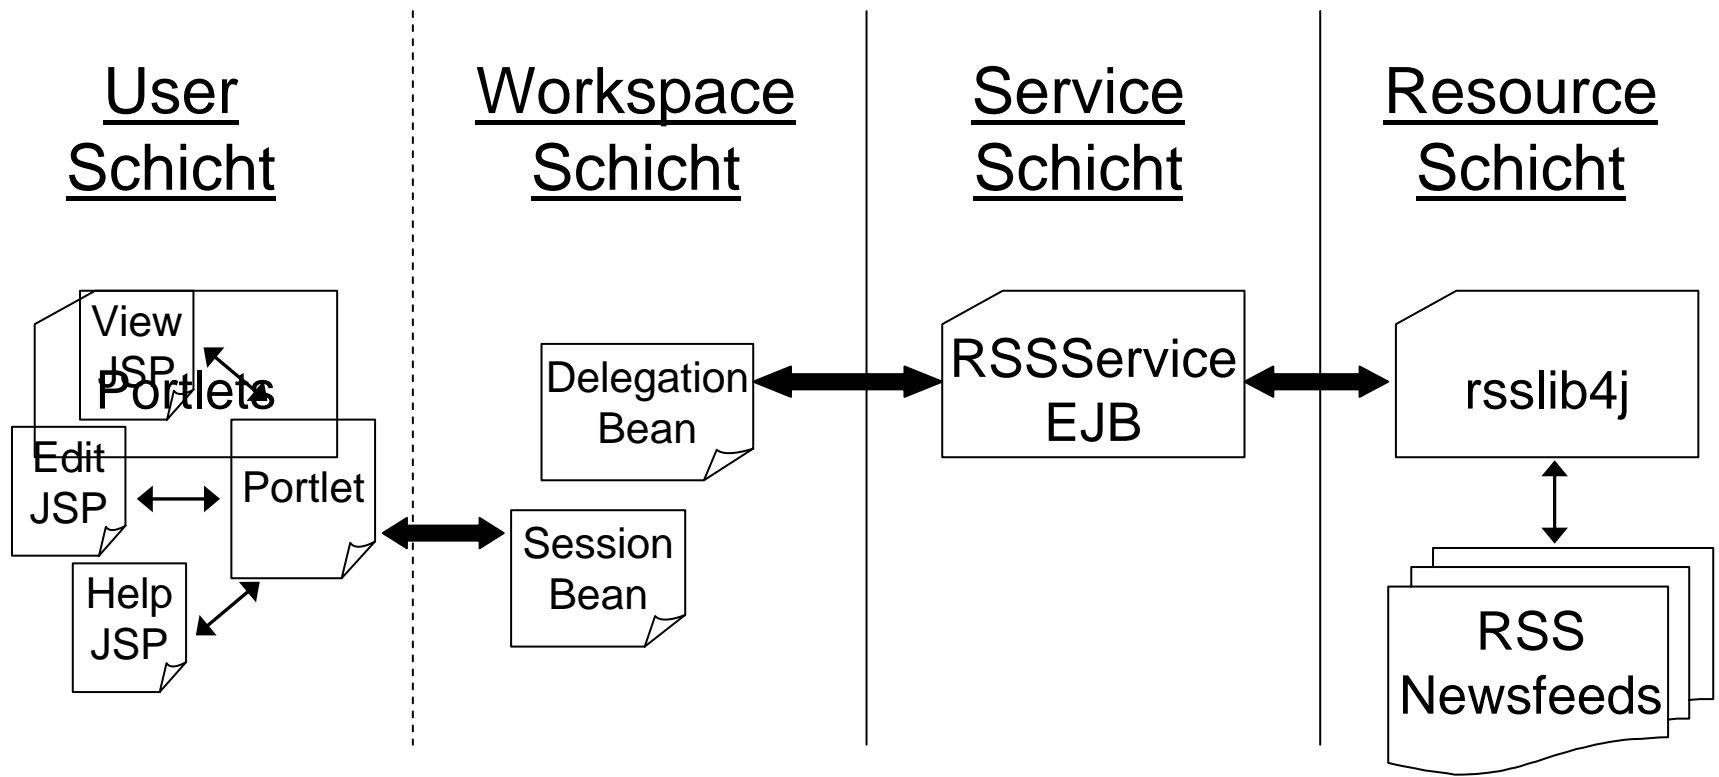 User
Schicht
Workspace
Schicht
Service
Schicht
Resource
Schicht
View
JSP
Portlets
Edit
JSP
Portlet
Help
JSP
Delegation
Bean
Session
Bean
RSSService
EJB
rsslib4j
RSS
Newsfeeds